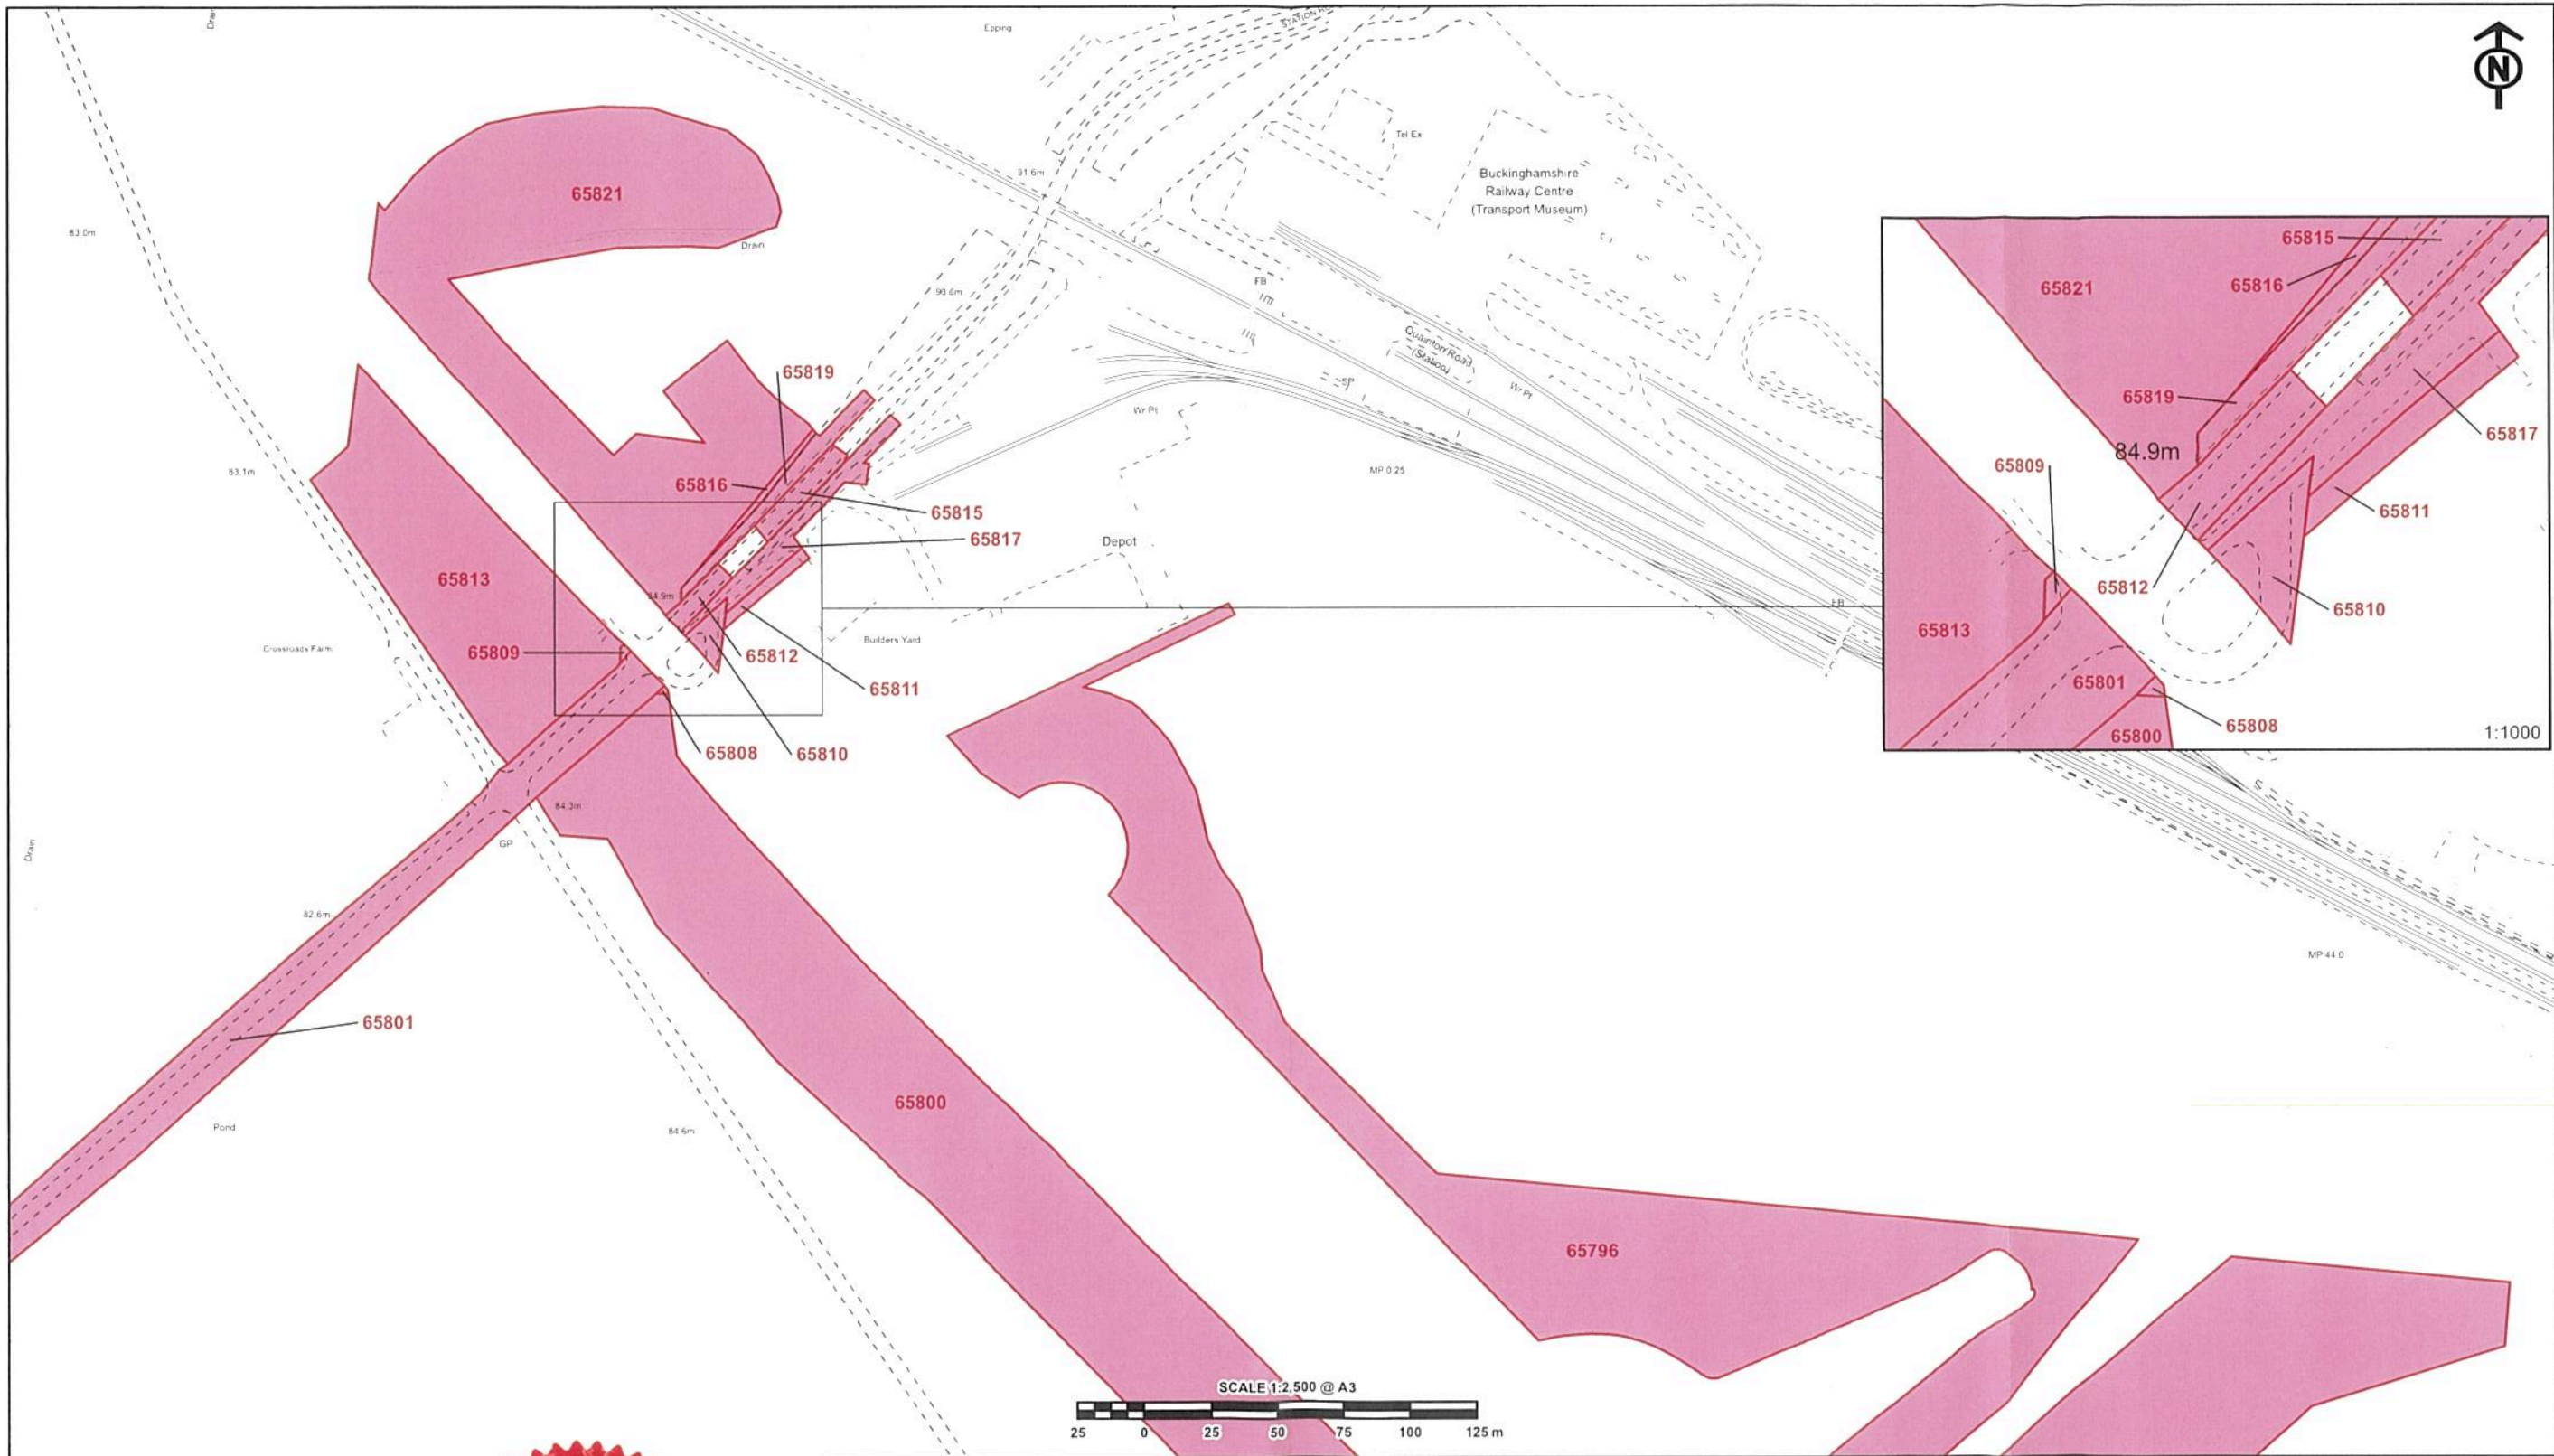 Drain
Epping
STATION
N
Tel Ex
Buckinghamshire
Railway Centre
(Transport Museum)
91.6m
65821
83.0m
Drain
90.6m
FB
Quainton Road
(Station)
Wr Pt
65819
Wr Pt
83.1m
65816
MP 0.25
65815
65817
Depot
65813
84.9m
FB
65809
Crossroads Farm
Builders Yard
65812
65811
65808
65810
84.3m
GP
Drain
82.6m
65801
65800
Pond
84.6m
MP 44.0
65796
65815
65821
65816
65819
65817
84.9m
65809
65811
65812
65810
65813
65801
65808
65800
1:1000
SCALE 1:2,500 @ A3
25 0 25 50 75 100 125 m